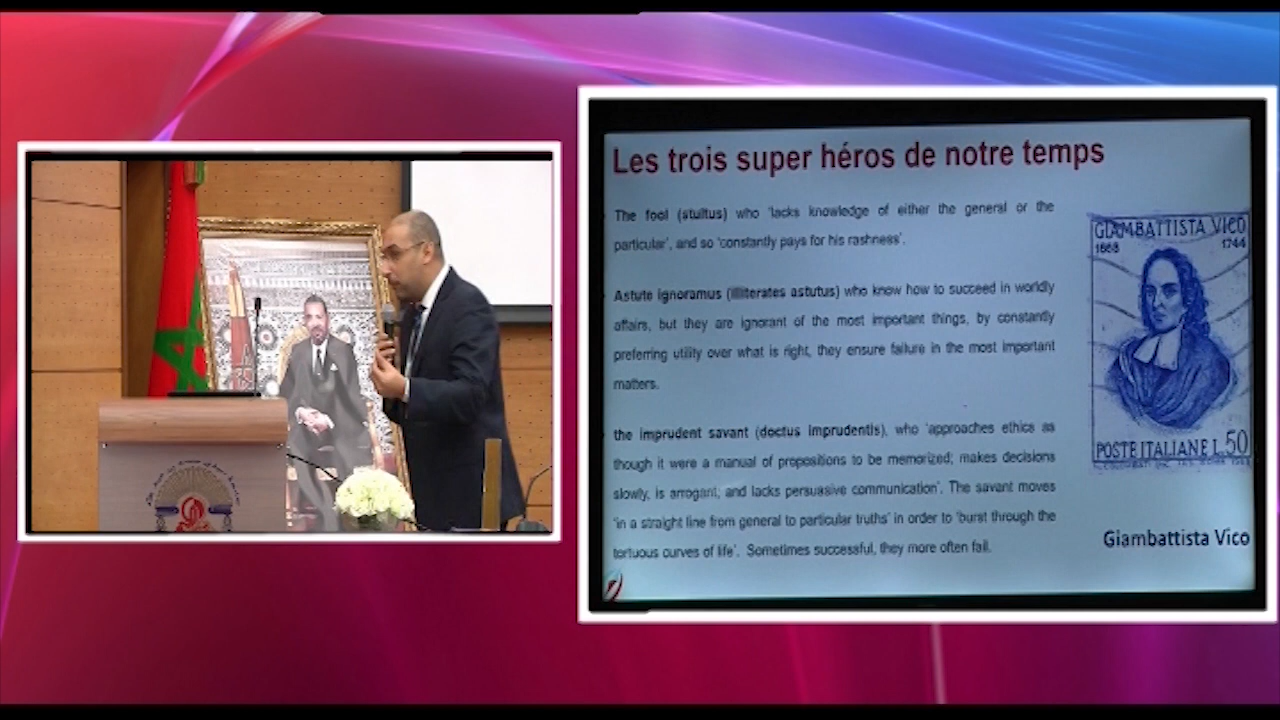 Les trois super héros de notre temps
The fool (stultus) who 'lacks knowledge of either the general or the
particular', and so 'constantly pays for his rashness'.
Astute ignoramus (illiterates astutus) who know how to succeed in worldly
affairs, but they are ignorant of the most important things, by constantly
preferring utility over what is right, they ensure failure in the most important
matters.
the imprudent savant (doctus imprudentis), who 'approaches ethics as
though it were a manual of propositions to be memorized; makes decisions
slowly, is arrogant; and lacks persuasive communication'. The savant moves
'in a straight line from general to particular truths' in order to 'burst through the
tortuous curves of life'. Sometimes successful, they more often fail.
GIAMBATTISTA VICO
1668 1744
POSTE ITALIANE L.50
Giambattista Vico